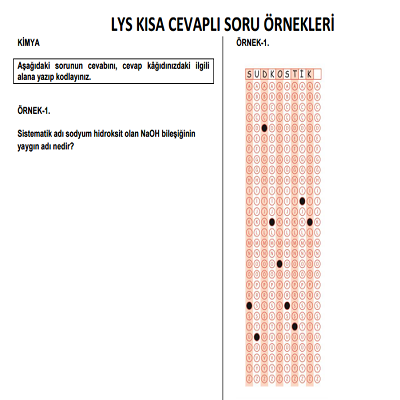 LYS KISA CEVAPLI SORU ÖRNEKLERİ
KİMYA
Aşağıdaki sorunun cevabını, cevap kâğıdınızdaki ilgili
alana yazıp kodlayınız.
ÖRNEK-1.
Sistematik adı sodyum hidroksit olan NaOH bileşiğinin
yaygın adı nedir?
ÖRNEK-1.
SUDKOSTİK